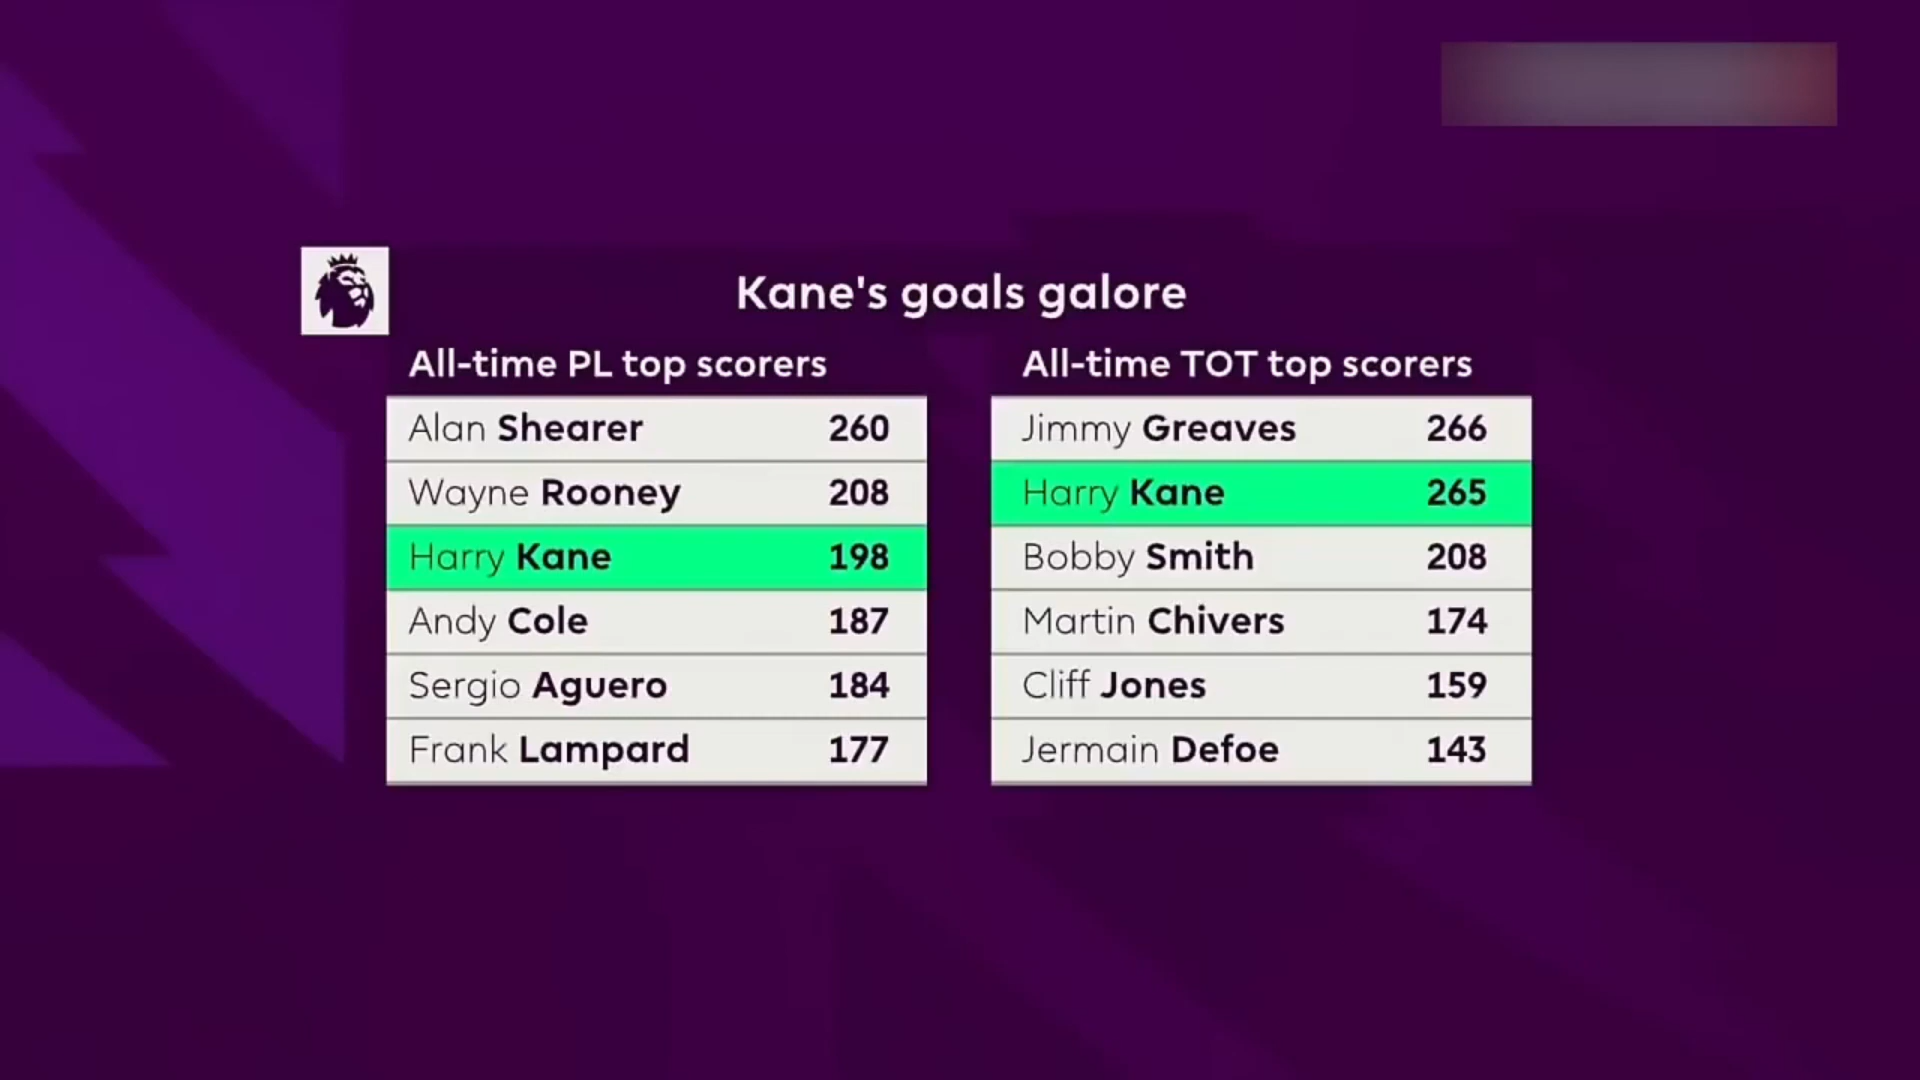 Kane's goals galore
All-time PL top scorers
Alan Shearer 260
Wayne Rooney 208
Harry Kane 198
Andy Cole 187
Sergio Aguero 184
Frank Lampard 177
All-time TOT top scorers
Jimmy Greaves 266
Harry Kane 265
Bobby Smith 208
Martin Chivers 174
Cliff Jones 159
Jermain Defoe 143